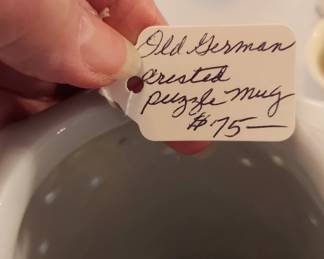 Old German
Crested
Puzzle Mug
$75—